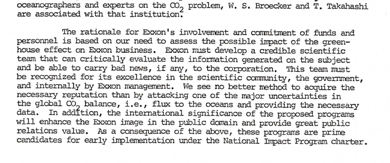 oceanographers and experts on the CO2 problem, W. S. Broecker and T. Takahashi
are associated with that institution.
The rationale for Exxon's involvement and commitment of funds and
personnel is based on our need to assess the possible impact of the green-
house effect on Exxon business. Exxon must develop a credible scientific
team that can critically evaluate the information generated on the subject
and be able to carry bad news, if any, to the corporation. This team must
be recognized for its excellence in the scientific community, the government,
and internally by Exxon management. We see no better method to acquire the
necessary reputation than by attacking one of the major uncertainties in
the global CO2 balance, i.e., flux to the oceans and providing the necessary
data. In addition, the international significance of the proposed programs
will enhance the Exxon image in the public domain and provide great public
relations value. As a consequence of the above, these programs are prime
candidates for early implementation under the National Impact Program charter.